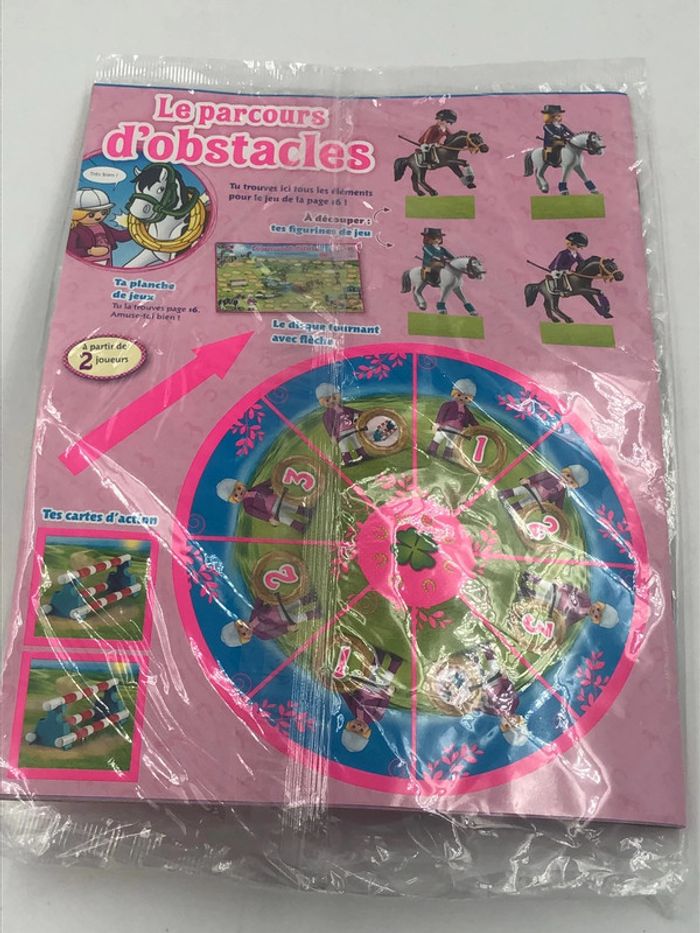 Le parcours
d'obstacles
Très bien !
Tu trouves ici tous les éléments
pour le jeu de la page 16 !
À découper :
tes figurines de jeu
Ta planche
de jeux
Tu la trouves page 16.
Amuse-toi bien !
Le disque tournant
avec flèche
à partir de
2 joueurs
Tes cartes d'action
1
2
3
1
2
3